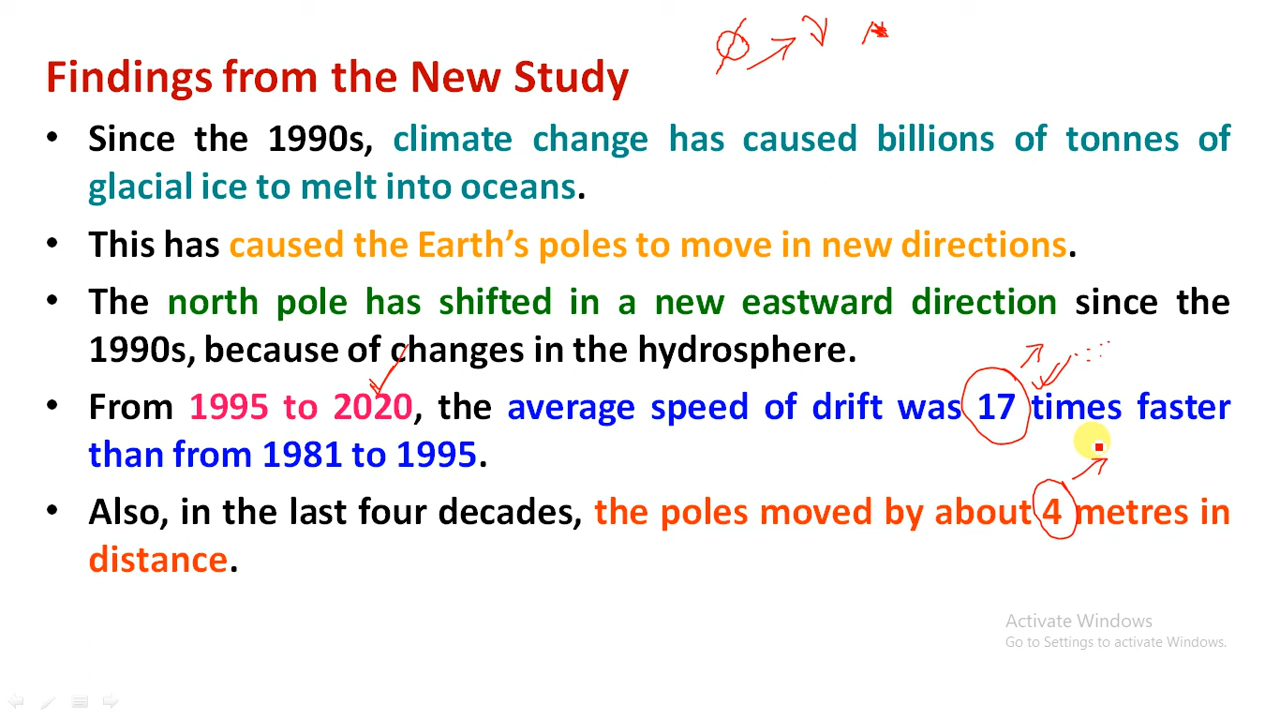 Findings from the New Study
• Since the 1990s, climate change has caused billions of tonnes of
glacial ice to melt into oceans.
• This has caused the Earth's poles to move in new directions.
• The north pole has shifted in a new eastward direction since the
1990s, because of changes in the hydrosphere.
• From 1995 to 2020, the average speed of drift was 17 times faster
than from 1981 to 1995.
• Also, in the last four decades, the poles moved by about 4 metres in
distance.
Activate Windows
Go to Settings to activate Windows.